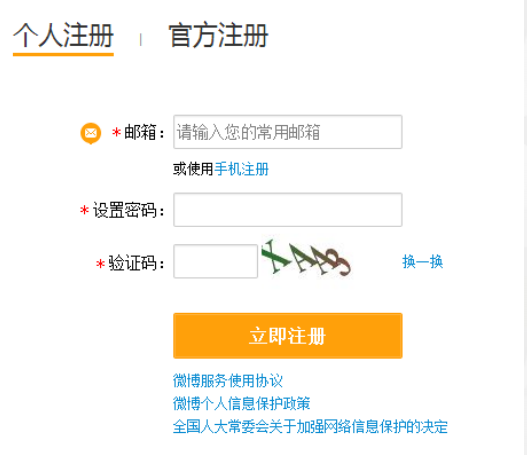 个人注册 | 官方注册
*邮箱： 请输入您的常用邮箱
或使用手机注册
*设置密码：
*验证码： XAB 换一换
立即注册
微博服务使用协议
微博个人信息保护政策
全国人大常委会关于加强网络信息保护的决定